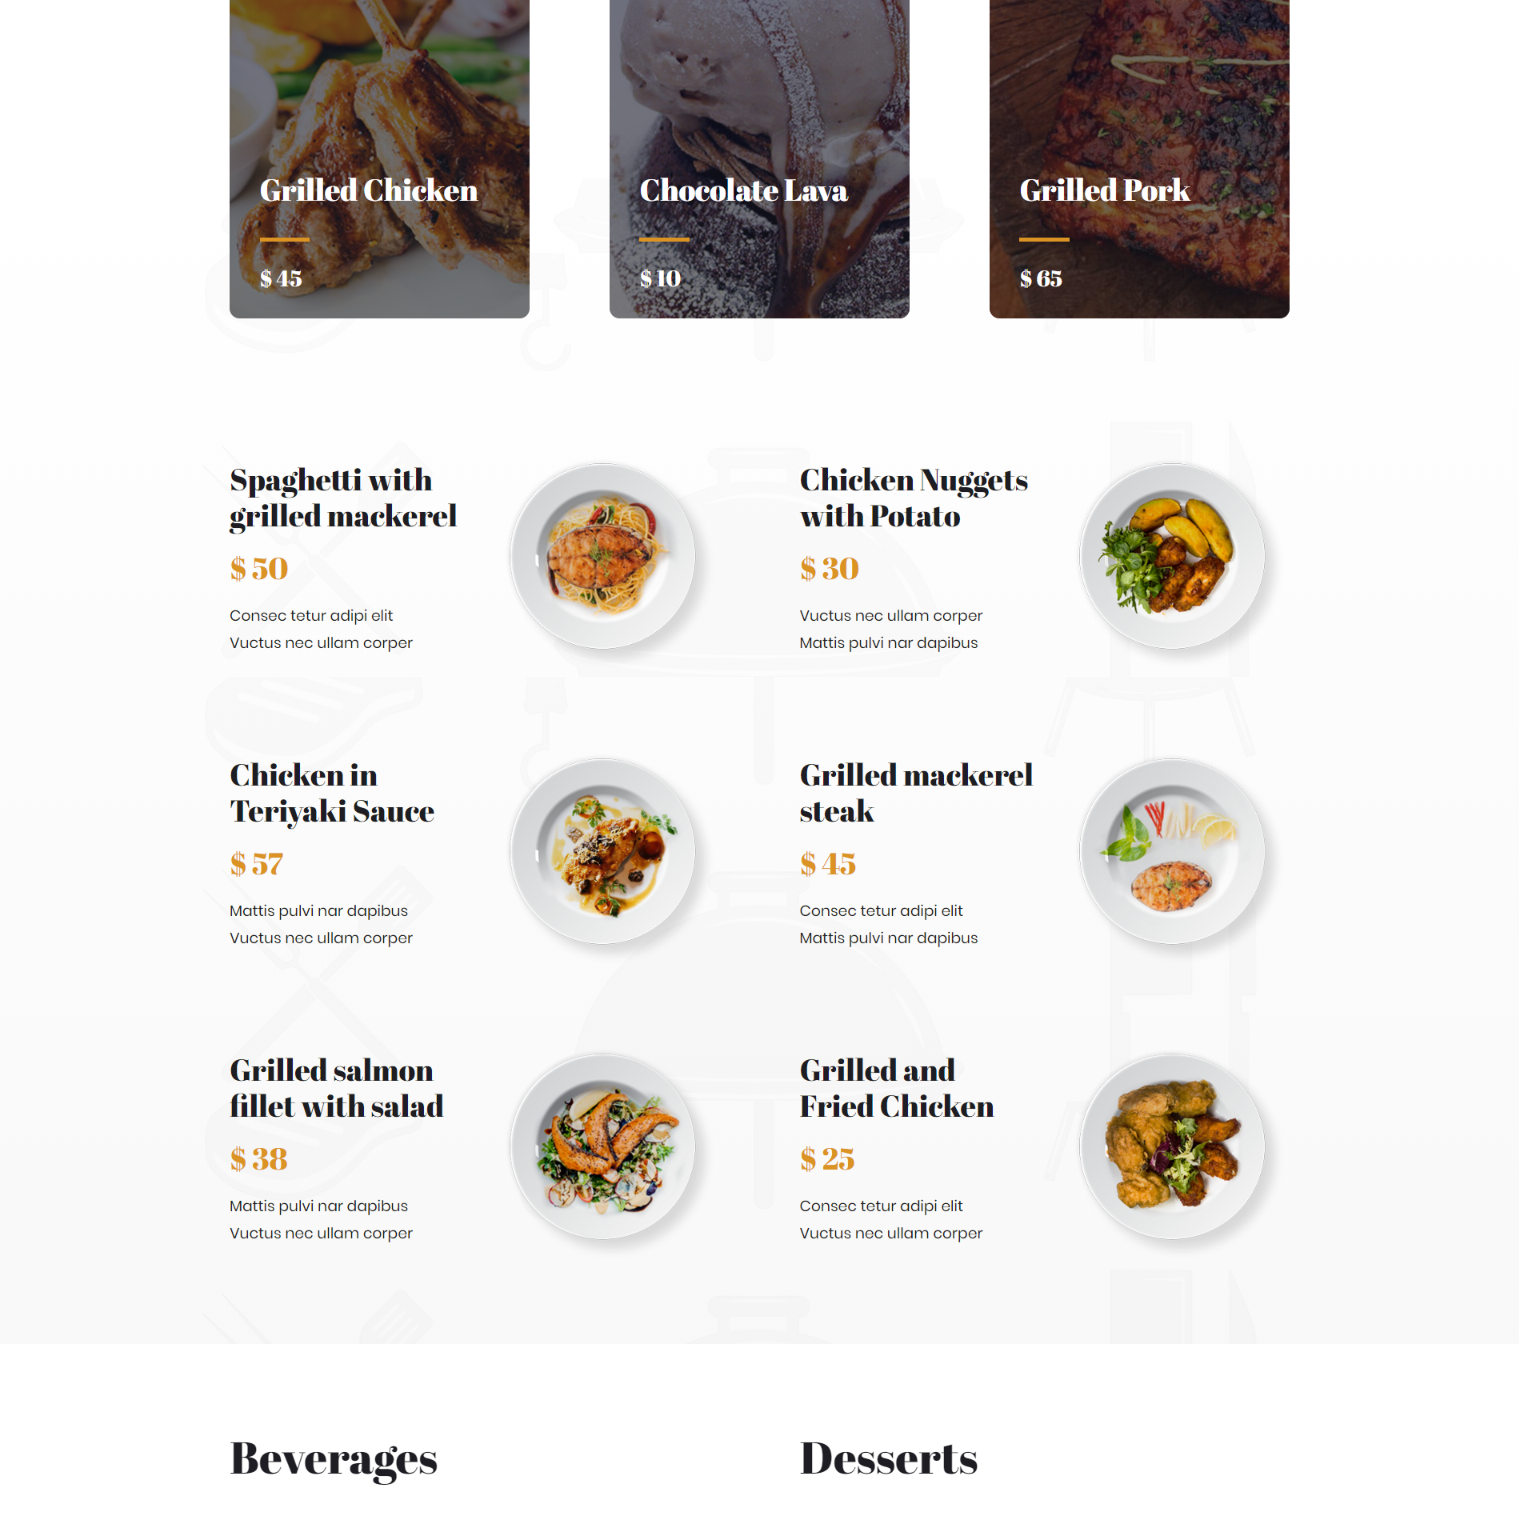 Grilled Chicken
$ 45
Chocolate Lava
$ 10
Grilled Pork
$ 65
Spaghetti with
grilled mackerel
$ 50
Consec tetur adipi elit
Vuctus nec ullam corper
Chicken Nuggets
with Potato
$ 30
Vuctus nec ullam corper
Mattis pulvi nar dapibus
Chicken in
Teriyaki Sauce
$ 57
Mattis pulvi nar dapibus
Vuctus nec ullam corper
Grilled mackerel
steak
$ 45
Consec tetur adipi elit
Mattis pulvi nar dapibus
Grilled salmon
fillet with salad
$ 38
Mattis pulvi nar dapibus
Vuctus nec ullam corper
Grilled and
Fried Chicken
$ 25
Consec tetur adipi elit
Vuctus nec ullam corper
Beverages
Desserts